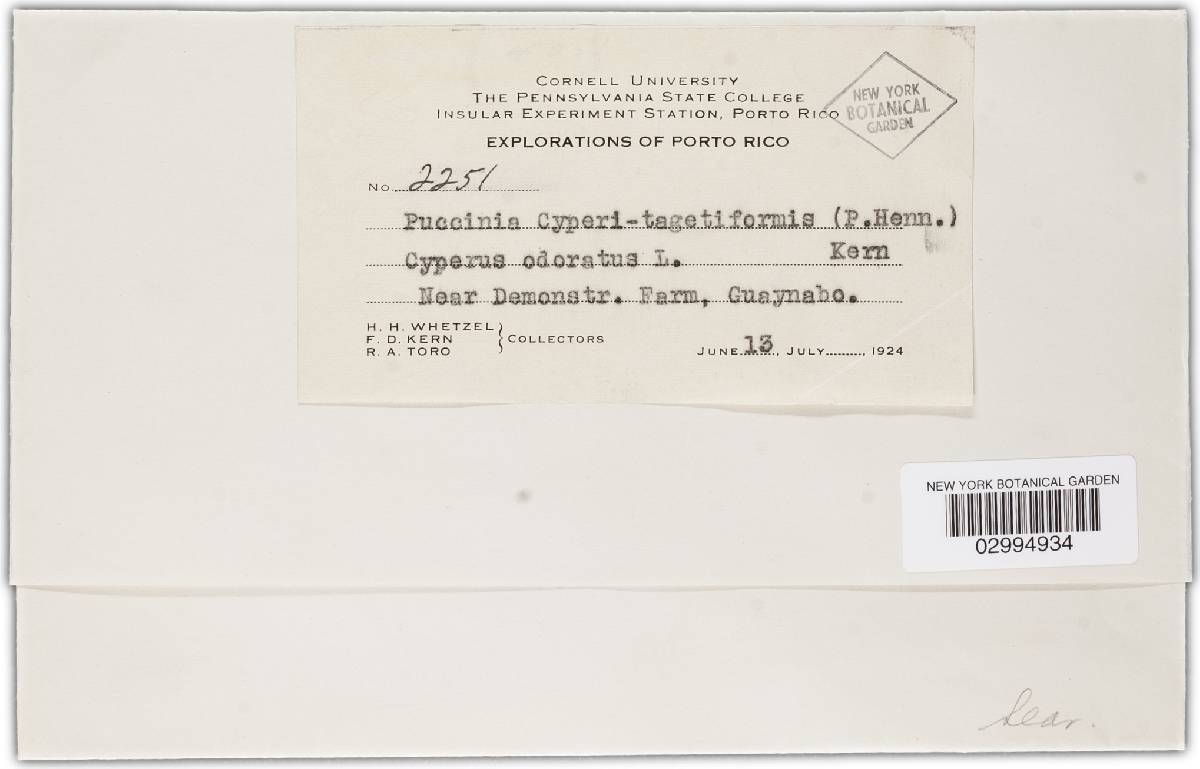 CORNELL UNIVERSITY
THE PENNSYLVANIA STATE COLLEGE
INSULAR EXPERIMENT STATION, PORTO RICO
EXPLORATIONS OF PORTO RICO
NEW YORK
BOTANICAL
GARDEN
No. 2251
Puccinia Cyperi-tagetiformis (P.Henn.)
Kern
Cyperus odoratus L.
Near Demonstr. Farm, Guaynabo.
H. H. WHETZEL
F. D. KERN
R. A. TORO
} COLLECTORS
JUNE 13, JULY........, 1924
NEW YORK BOTANICAL GARDEN
02994934